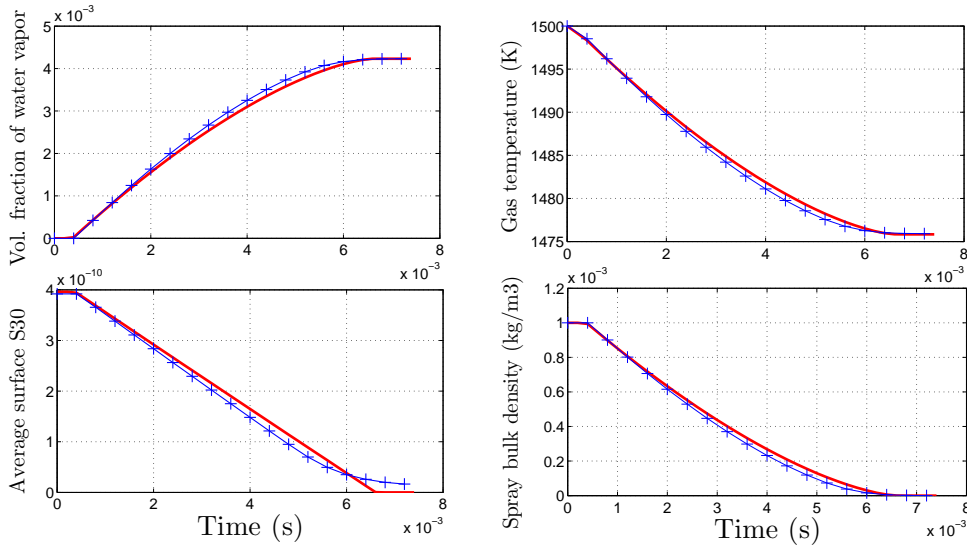 x 10⁻³
Vol. fraction of water vapor
5
4
3
2
1
0
0 2 4 6 8
x 10⁻³
Gas temperature (K)
1500
1495
1490
1485
1480
1475
0 2 4 6 8
x 10⁻³
x 10⁻¹⁰
Average surface S30
4
3
2
1
0
0 2 4 6 8
Time (s)
x 10⁻³
x 10⁻³
Spray bulk density (kg/m3)
1.2
1
0.8
0.6
0.4
0.2
0
0 1 2 3 4 5 6 7 8
Time (s)
x 10⁻³